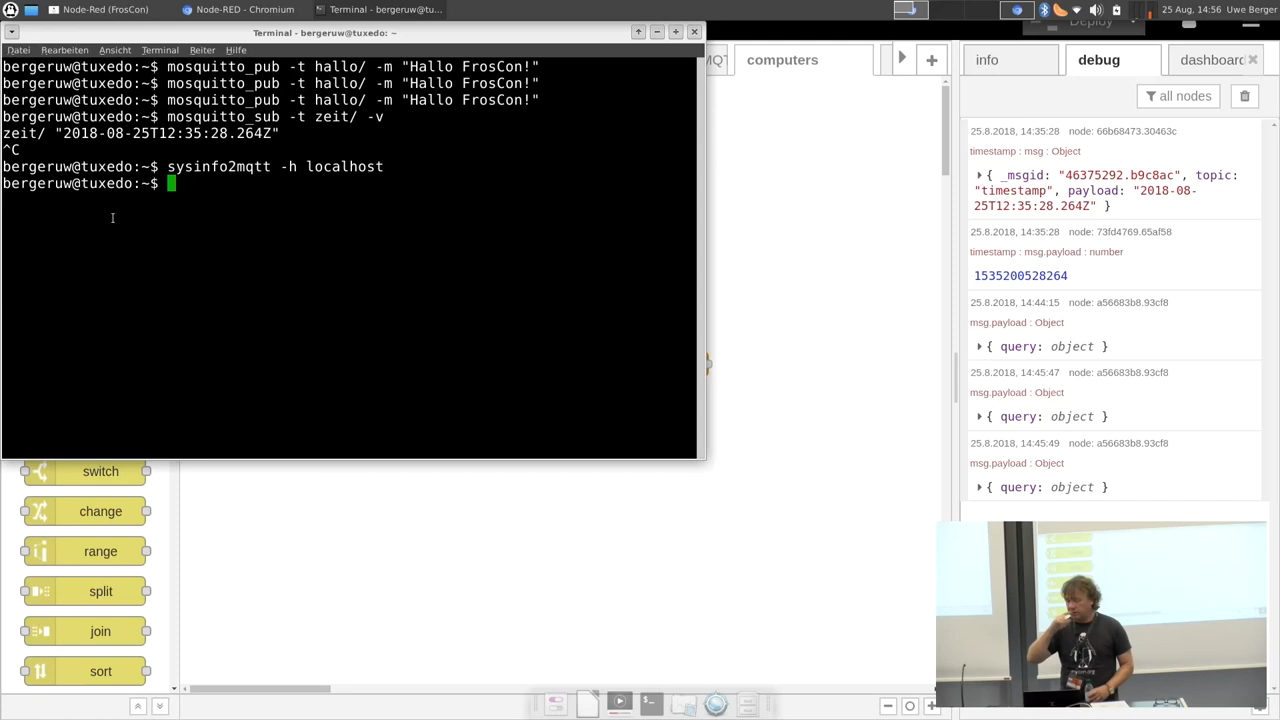 Node-Red (FrosCon)
Node-RED - Chromium
Terminal - bergeruw@tu...
25 Aug, 14:56
Uwe Berger
Terminal - bergeruw@tuxedo: ~
Datei Bearbeiten Ansicht Terminal Reiter Hilfe
bergeruw@tuxedo:~$ mosquitto_pub -t hallo/ -m "Hallo FrosCon!"
bergeruw@tuxedo:~$ mosquitto_pub -t hallo/ -m "Hallo FrosCon!"
bergeruw@tuxedo:~$ mosquitto_pub -t hallo/ -m "Hallo FrosCon!"
bergeruw@tuxedo:~$ mosquitto_sub -t zeit/ -v
zeit/ "2018-08-25T12:35:28.264Z"
^C
bergeruw@tuxedo:~$ sysinfo2mqtt -h localhost
bergeruw@tuxedo:~$
switch
change
range
split
join
sort
Deploy
computers
info
debug
dashboard
all nodes
25.8.2018, 14:35:28 node: 66b68473.30463c
timestamp : msg : Object
{ _msgid: "46375292.b9c8ac", topic:
"timestamp", payload: "2018-08-
25T12:35:28.264Z" }
25.8.2018, 14:35:28 node: 73fd4769.65af58
timestamp : msg.payload : number
1535200528264
25.8.2018, 14:44:15 node: a56683b8.93cf8
msg.payload : Object
{ query: object }
25.8.2018, 14:45:47 node: a56683b8.93cf8
msg.payload : Object
{ query: object }
25.8.2018, 14:45:49 node: a56683b8.93cf8
msg.payload : Object
{ query: object }